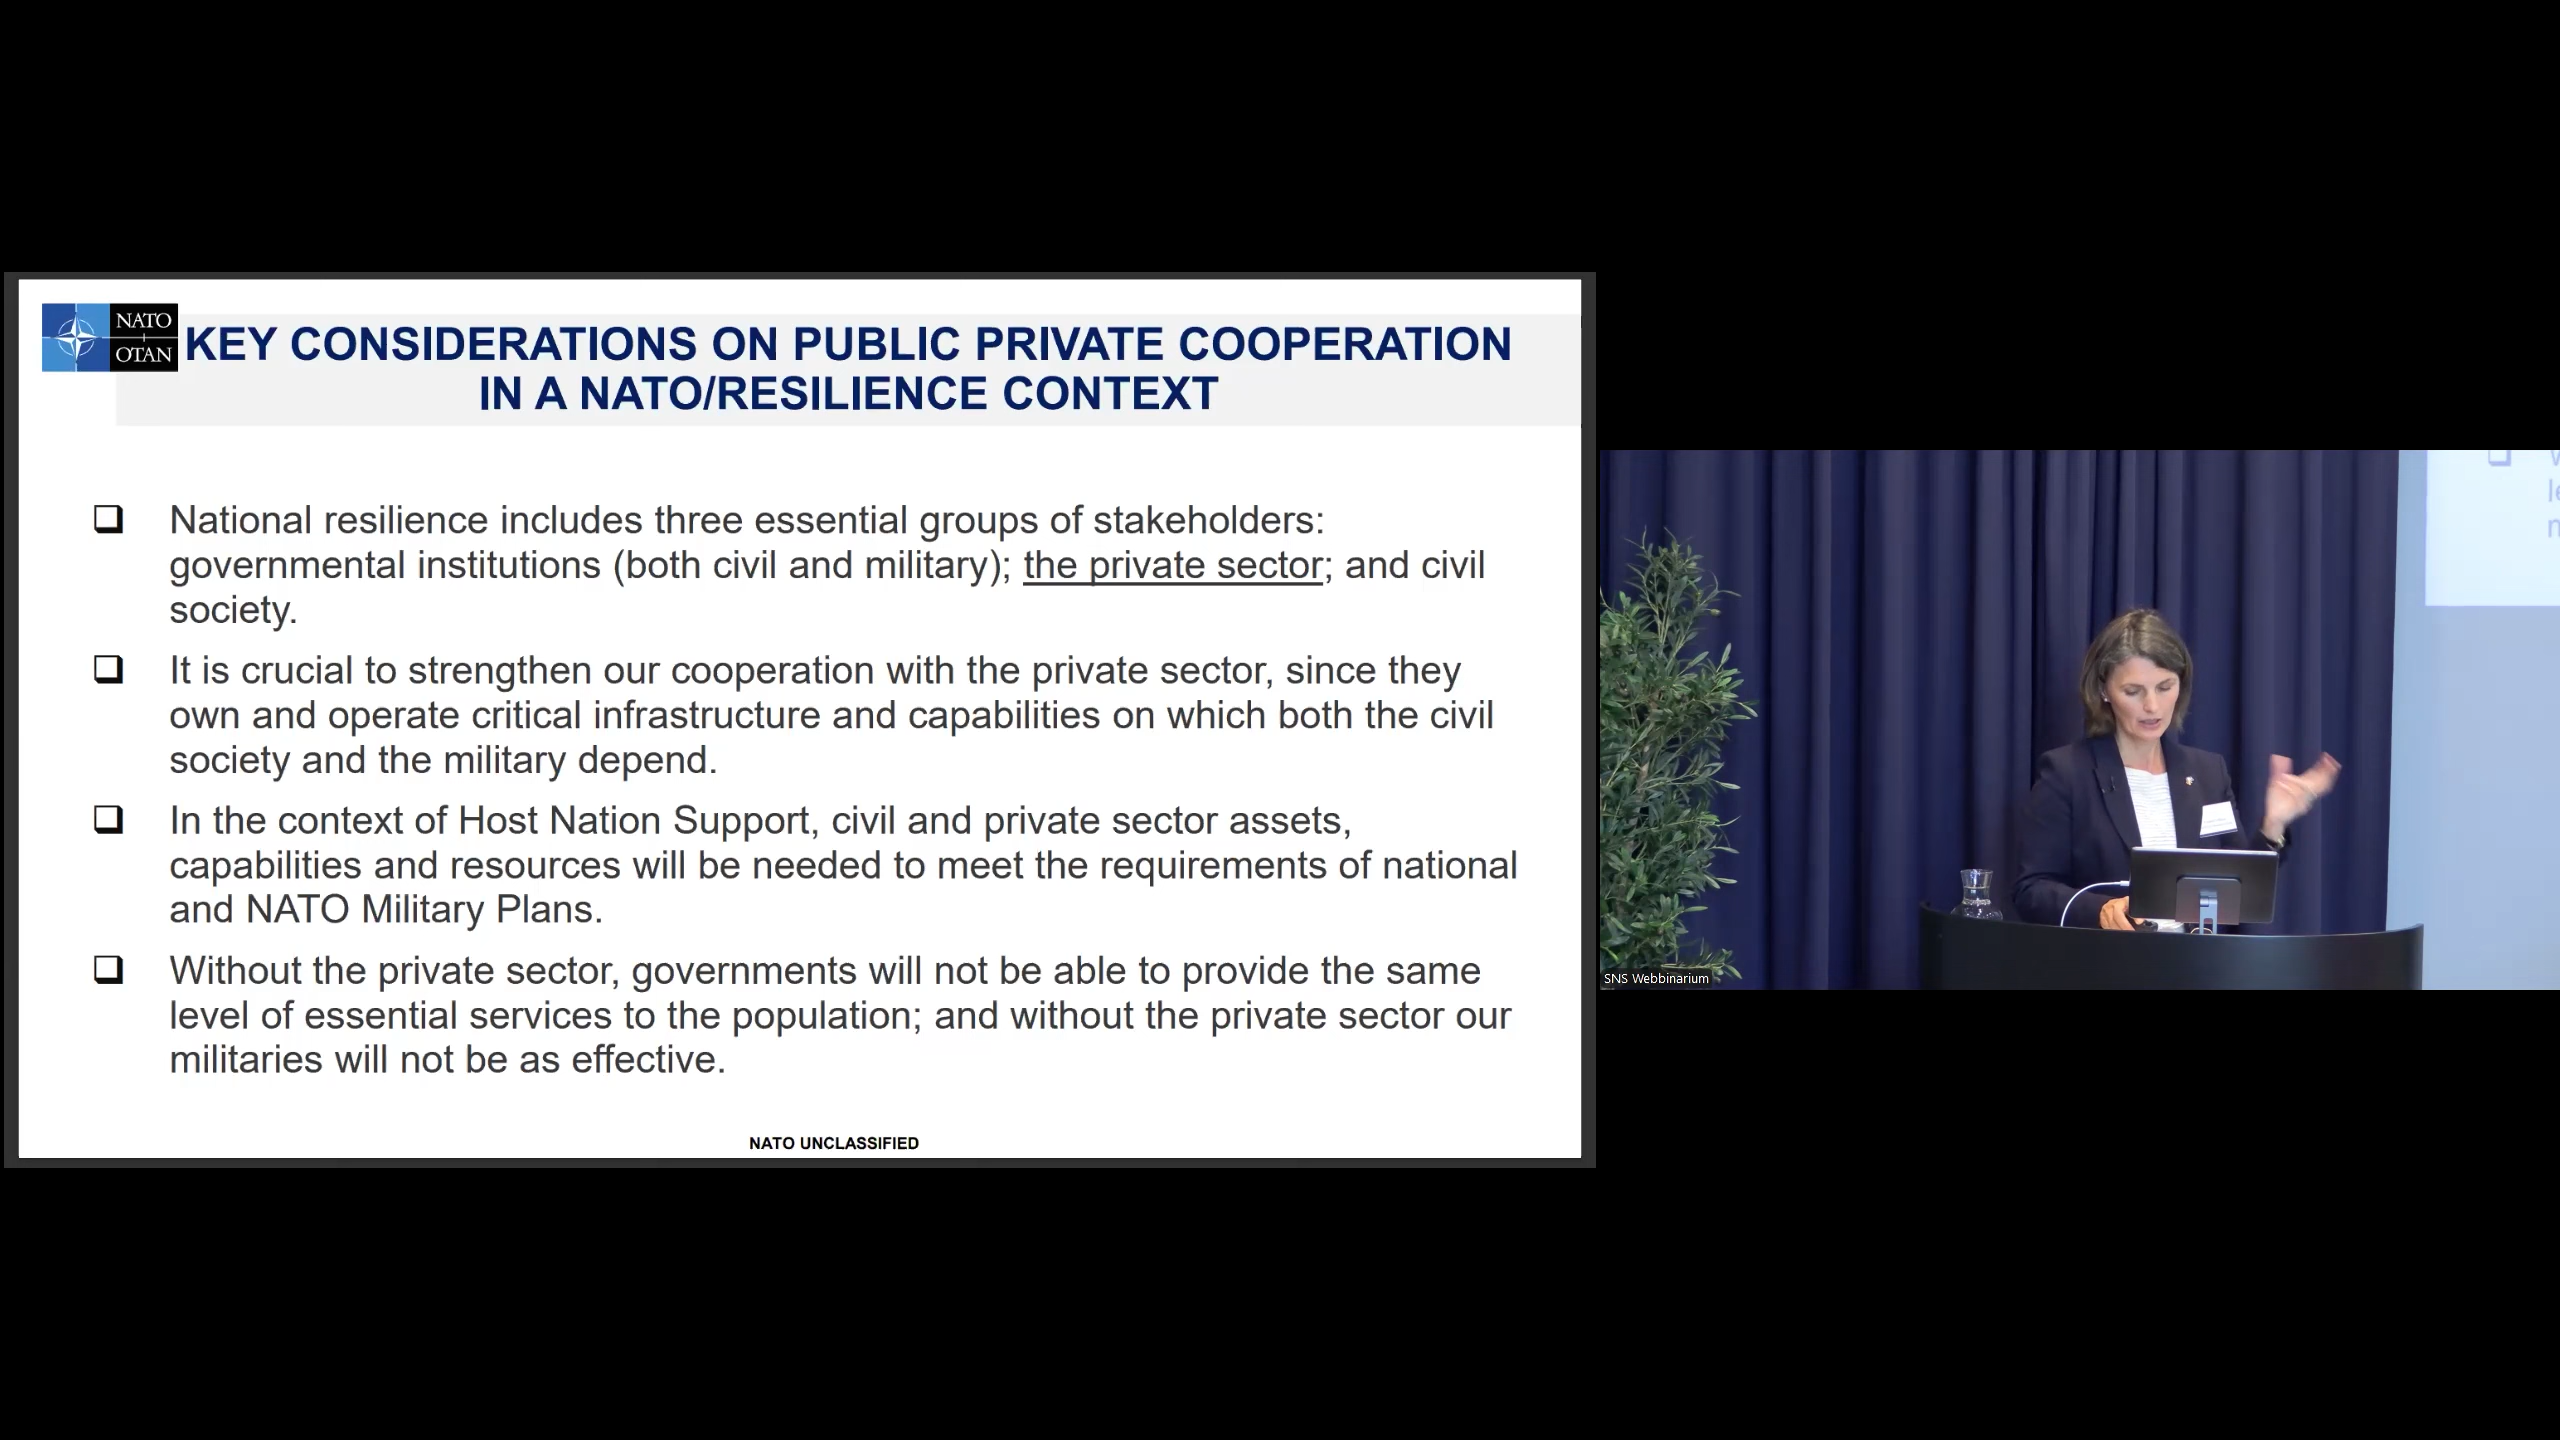 NATO
OTAN
KEY CONSIDERATIONS ON PUBLIC PRIVATE COOPERATION
IN A NATO/RESILIENCE CONTEXT
❑ National resilience includes three essential groups of stakeholders:
governmental institutions (both civil and military); the private sector; and civil
society.
❑ It is crucial to strengthen our cooperation with the private sector, since they
own and operate critical infrastructure and capabilities on which both the civil
society and the military depend.
❑ In the context of Host Nation Support, civil and private sector assets,
capabilities and resources will be needed to meet the requirements of national
and NATO Military Plans.
❑ Without the private sector, governments will not be able to provide the same
level of essential services to the population; and without the private sector our
militaries will not be as effective.
NATO UNCLASSIFIED
SNS Webbinarium